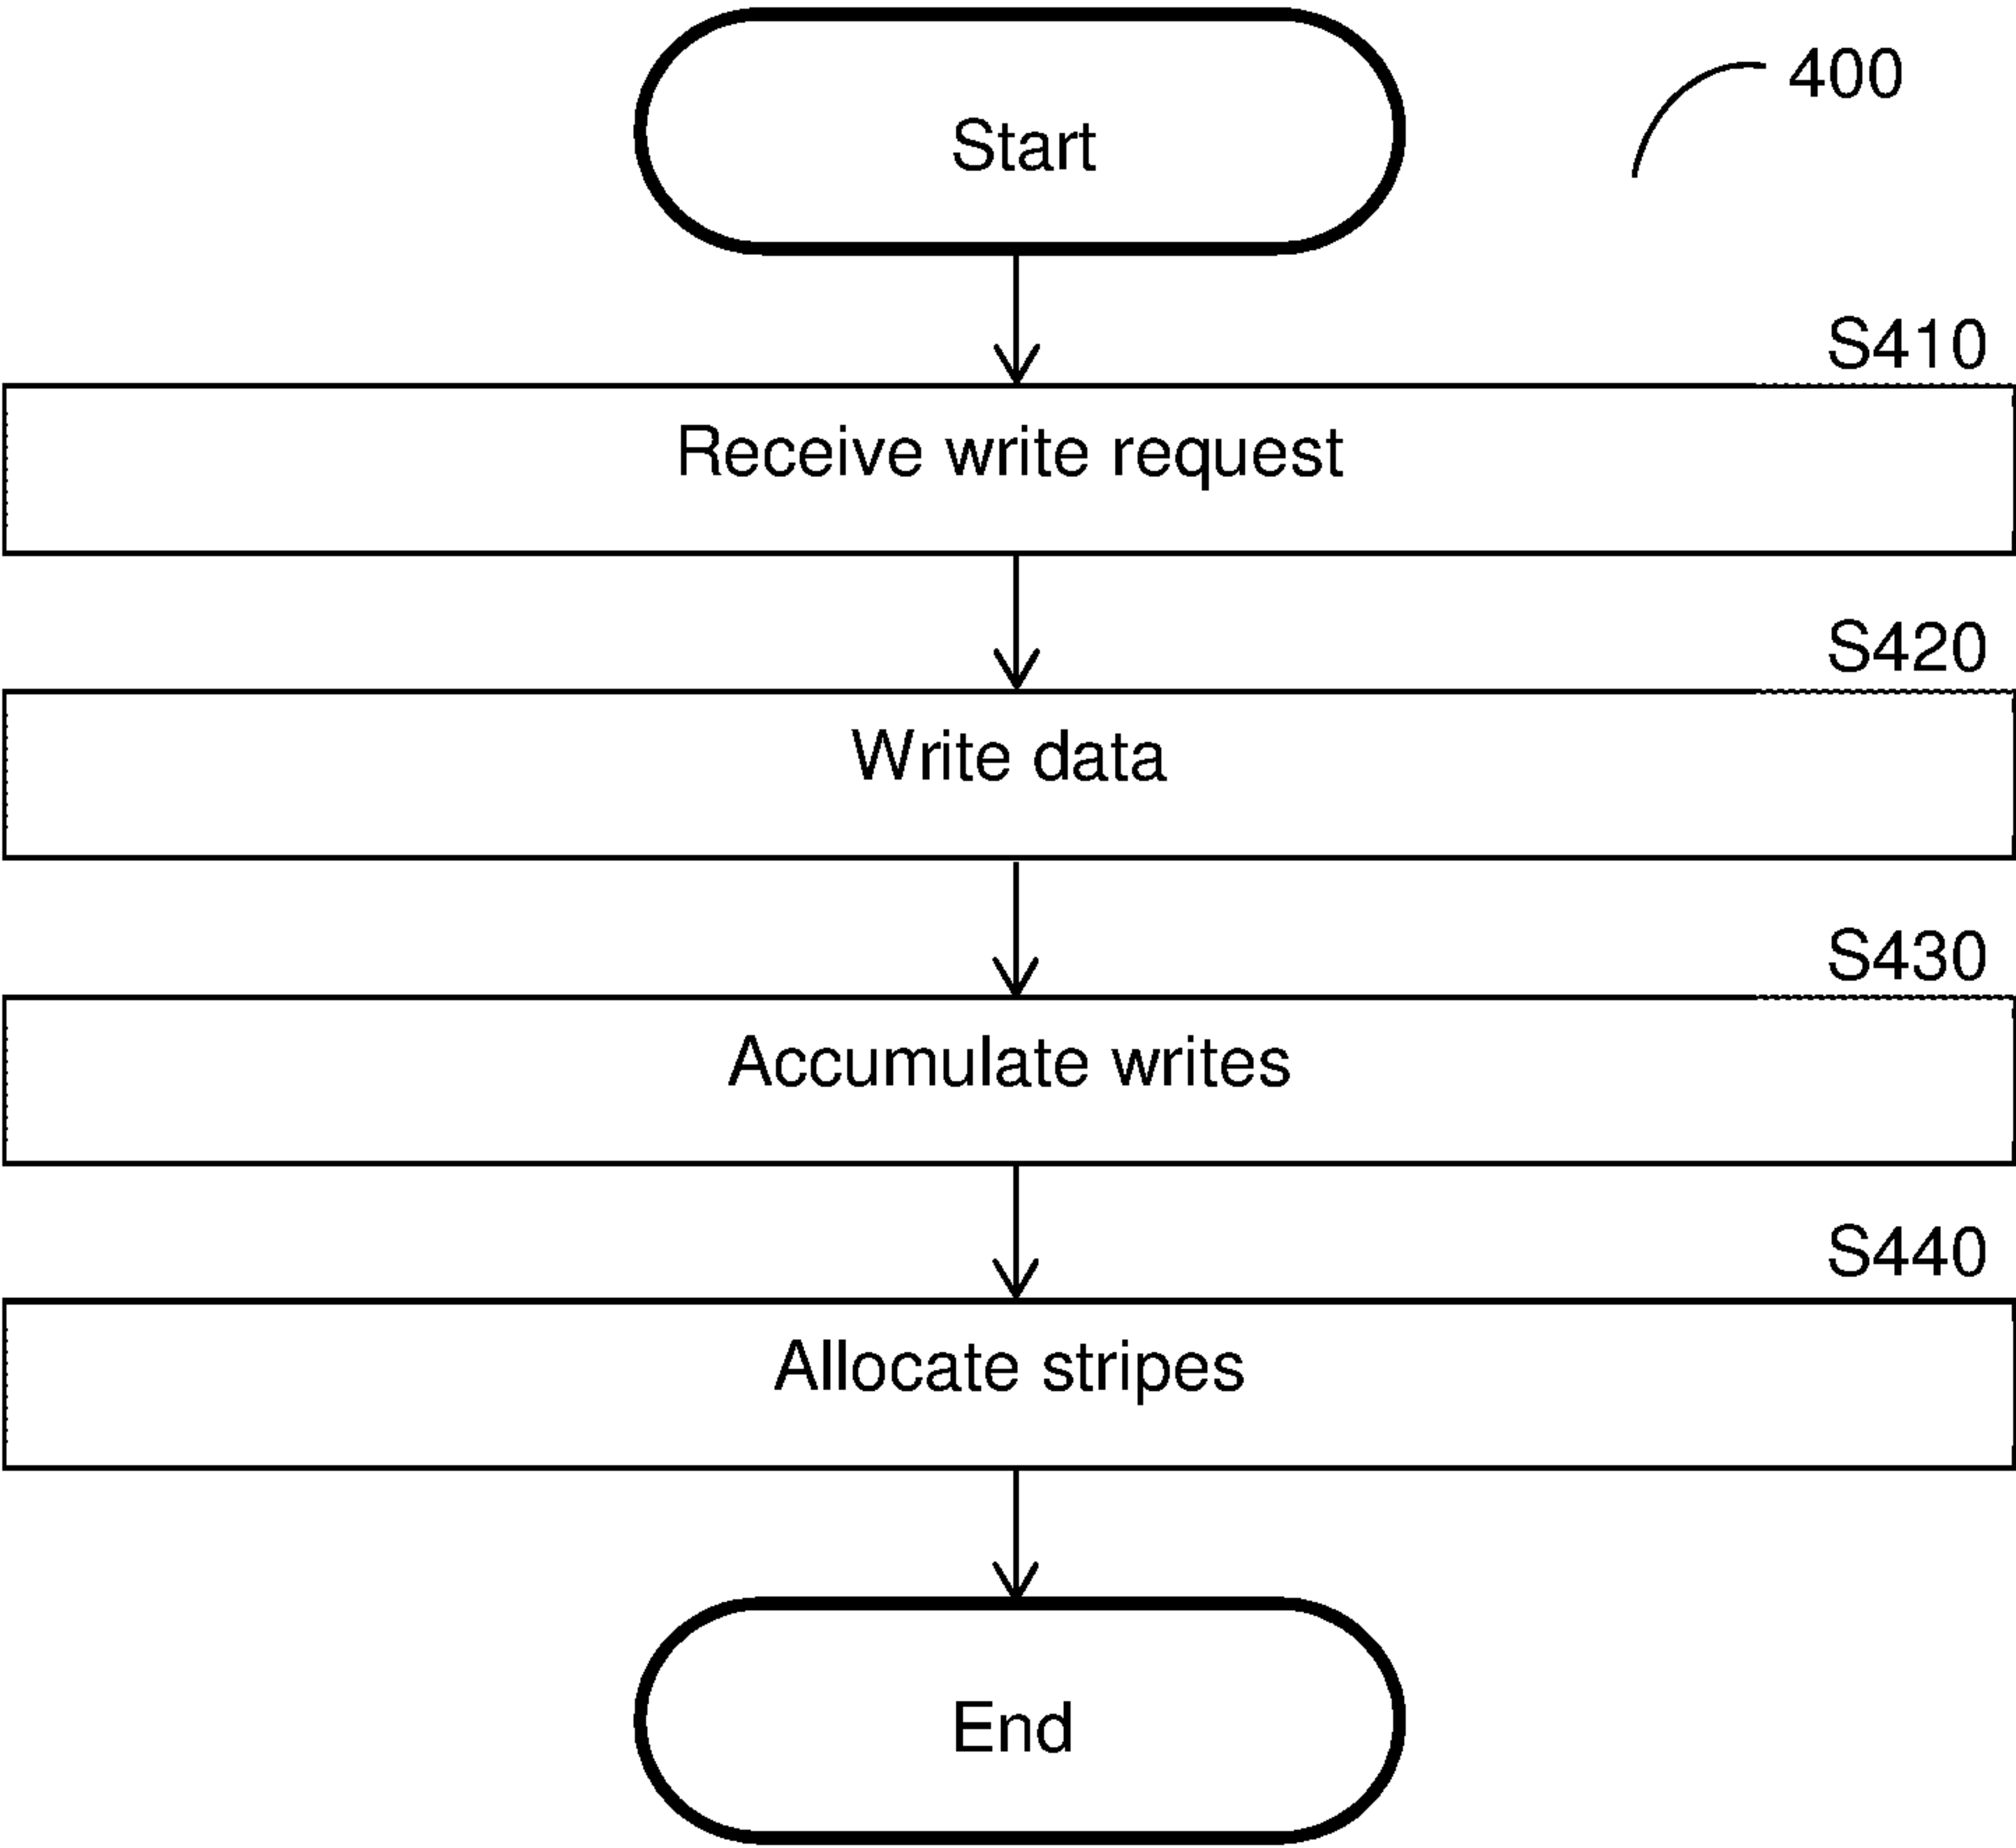 Start
400
S410
Receive write request
S420
Write data
S430
Accumulate writes
S440
Allocate stripes
End